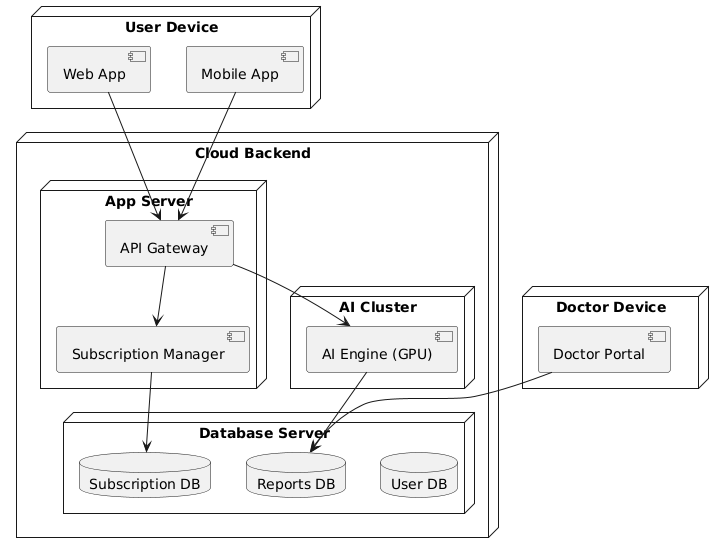 User Device
Web App
Mobile App
Cloud Backend
App Server
API Gateway
AI Cluster
Doctor Device
Subscription Manager
AI Engine (GPU)
Doctor Portal
Database Server
Subscription DB
Reports DB
User DB